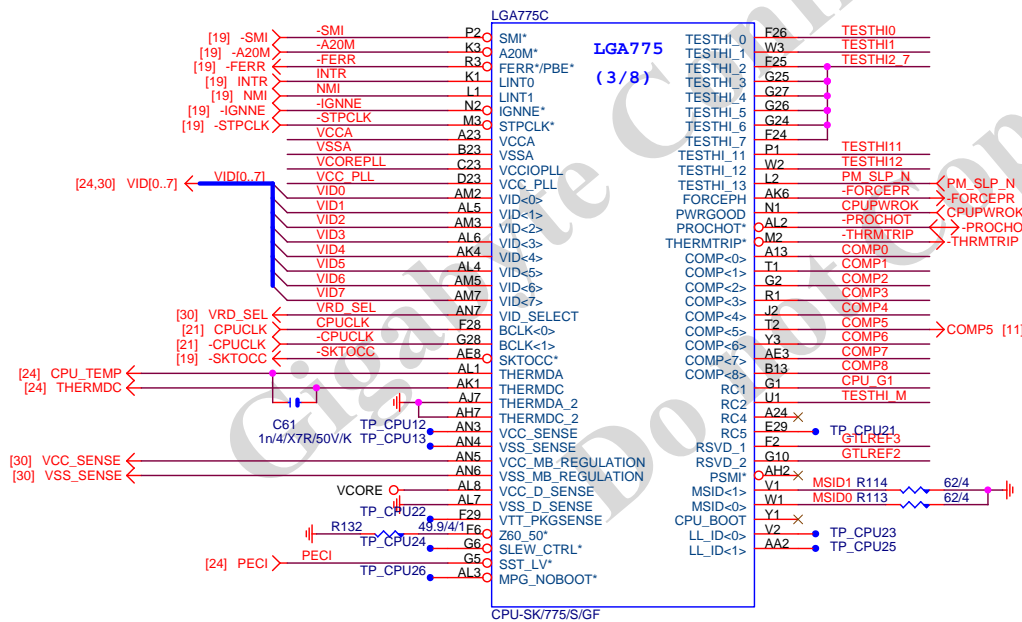 LGA775C
LGA775
(3/8)
[19] -SMI -SMI P2 SMI*
[19] -A20M -A20M K3 A20M*
[19] -FERR -FERR R3 FERR*/PBE*
[19] INTR INTR K1 LINT0
[19] NMI NMI L1 LINT1
[19] -IGNNE -IGNNE N2 IGNNE*
[19] -STPCLK -STPCLK M3 STPCLK*
VCCA A23 VCCA
VSSA B23 VSSA
VCOREPLL C23 VCCIOPLL
VCC_PLL D23 VCC_PLL
[24,30] VID[0..7] VID[0..7]
VID0 AM2 VID<0>
VID1 AL5 VID<1>
VID2 AM3 VID<2>
VID3 AL6 VID<3>
VID4 AK4 VID<4>
VID5 AL4 VID<5>
VID6 AM5 VID<6>
VID7 AM7 VID<7>
[30] VRD_SEL VRD_SEL AN7 VID_SELECT
[21] CPUCLK CPUCLK F28 BCLK<0>
[21] -CPUCLK -CPUCLK G28 BCLK<1>
[19] -SKTOCC -SKTOCC AE8 SKTOCC*
[24] CPU_TEMP AL1 THERMDA
[24] THERMDC AK1 THERMDC
AJ7 THERMDA_2
AH7 THERMDC_2
C61
1n/4/X7R/50V/K
TP_CPU12 AN3 VCC_SENSE
TP_CPU13 AN4 VSS_SENSE
[30] VCC_SENSE AN5 VCC_MB_REGULATION
[30] VSS_SENSE AN6 VSS_MB_REGULATION
VCORE AL8 VCC_D_SENSE
AL7 VSS_D_SENSE
TP_CPU22 F29 VTT_PKGSENSE
R132 49.9/4/1 F6 Z60_50*
TP_CPU24 G6 SLEW_CTRL*
[24] PECI PECI G5 SST_LV*
TP_CPU26 AL3 MPG_NOBOOT*
TESTHI_0 F26 TESTHI0
TESTHI_1 W3 TESTHI1
TESTHI_2 F25 TESTHI2_7
TESTHI_3 G25
TESTHI_4 G27
TESTHI_5 G26
TESTHI_6 G24
TESTHI_7 F24
TESTHI_11 P1 TESTHI11
TESTHI_12 W2 TESTHI12
TESTHI_13 L2 PM_SLP_N PM_SLP_N
FORCEPH AK6 -FORCEPR -FORCEPR
PWRGOOD N1 CPUPWROK CPUPWROK
PROCHOT* AL2 -PROCHOT -PROCHO
THERMTRIP* M2 -THRMTRIP -THRMTRIP
COMP<0> A13 COMP0
COMP<1> T1 COMP1
COMP<2> G2 COMP2
COMP<3> R1 COMP3
COMP<4> J2 COMP4
COMP<5> T2 COMP5 COMP5 [11]
COMP<6> Y3 COMP6
COMP<7> AE3 COMP7
COMP<8> B13 COMP8
RC1 G1 CPU_G1
RC2 U1 TESTHI_M
RC4 A24
RC5 E29 TP_CPU21
RSVD_1 F2 GTLREF3
RSVD_2 G10 GTLREF2
PSMI* AH2
MSID<1> V1 MSID1 R114 62/4
MSID<0> W1 MSID0 R113 62/4
CPU_BOOT Y1
LL_ID<0> V2 TP_CPU23
LL_ID<1> AA2 TP_CPU25
CPU-SK/775/S/GF
Gigabyte Con
Do not Cop